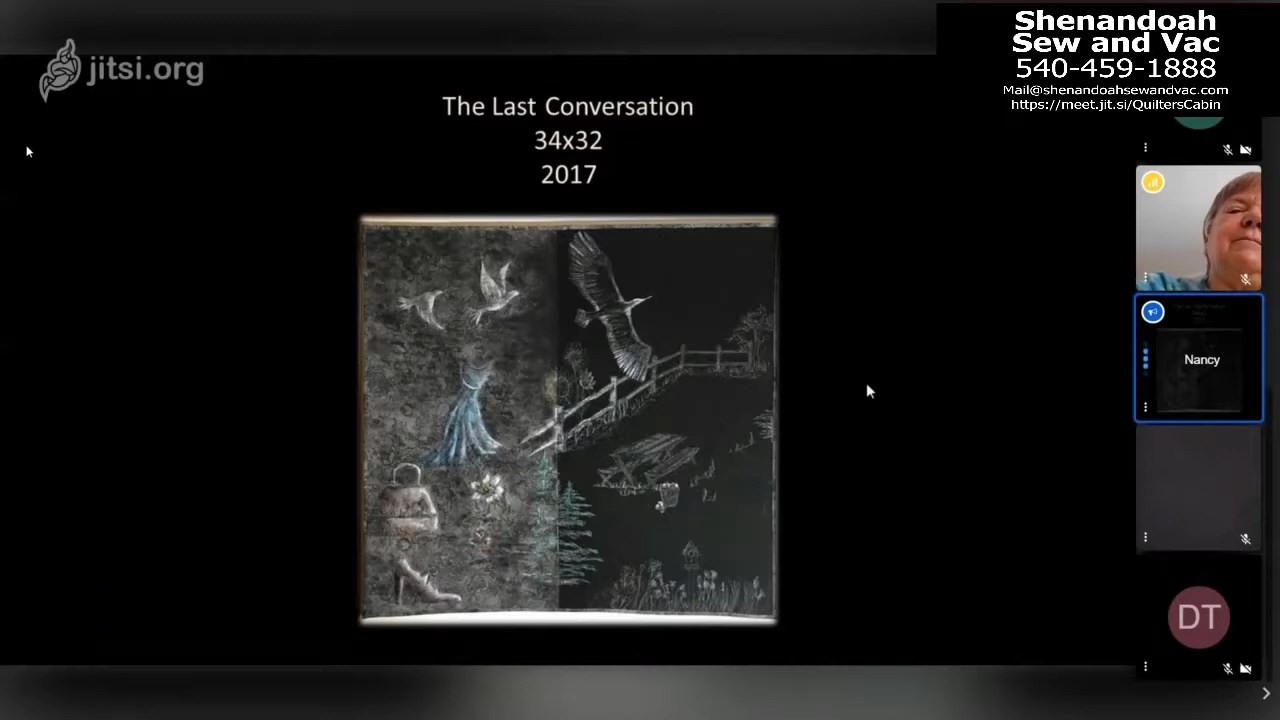 jitsi.org
Shenandoah
Sew and Vac
540-459-1888
Mail@shenandoahsewandvac.com
https://meet.jit.si/QuiltersCabin
The Last Conversation
34x32
2017
Nancy
DT